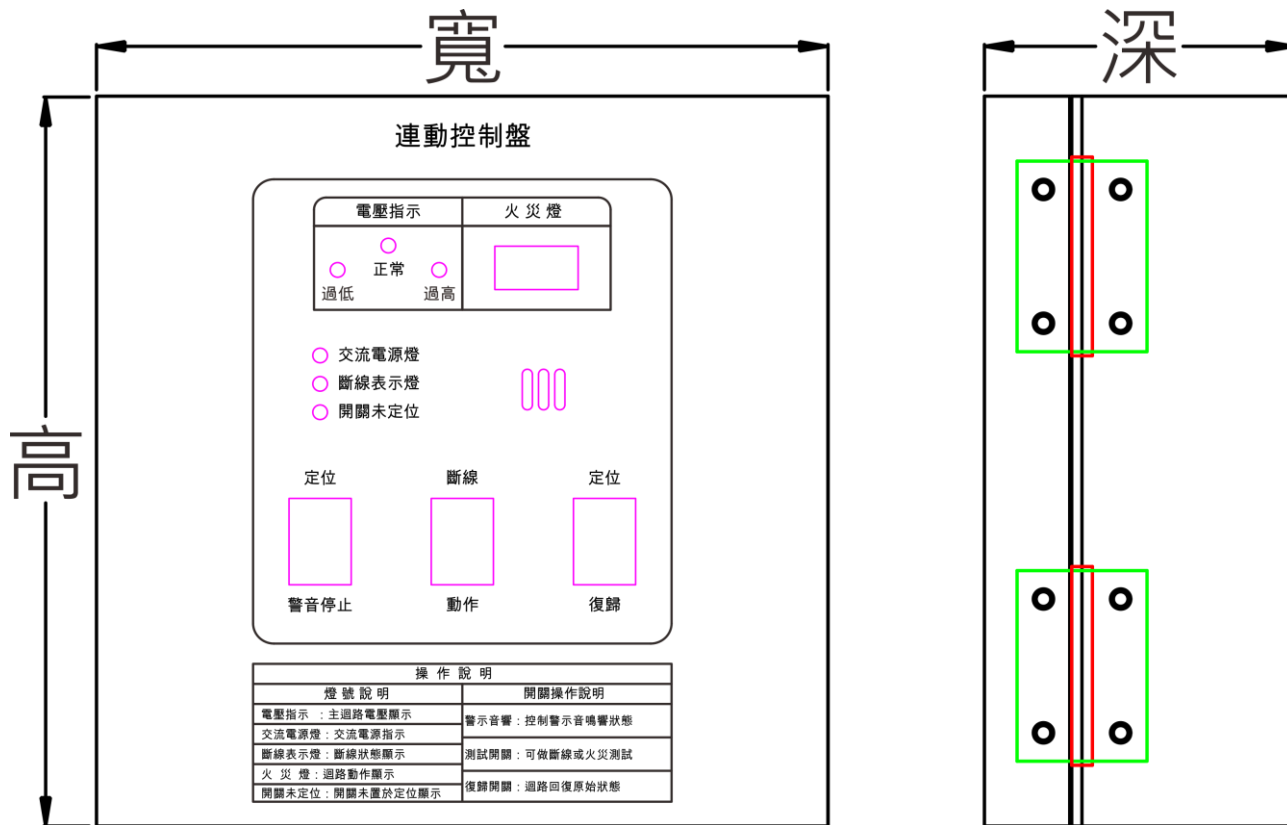 寬
深
高
連動控制盤
電壓指示 火災燈
正常
過低 過高
交流電源燈
斷線表示燈
開關未定位
定位 斷線 定位
警音停止 動作 復歸
操作說明
燈號說明 開關操作說明
電壓指示 ：主迴路電壓顯示
交流電源燈：交流電源指示
斷線表示燈：斷線狀態顯示
火 災 燈：迴路動作顯示
開關未定位：開關未置於定位顯示
警示音響：控制警示音鳴響狀態
測試開關：可做斷線或火災測試
復歸開關：迴路回復原始狀態